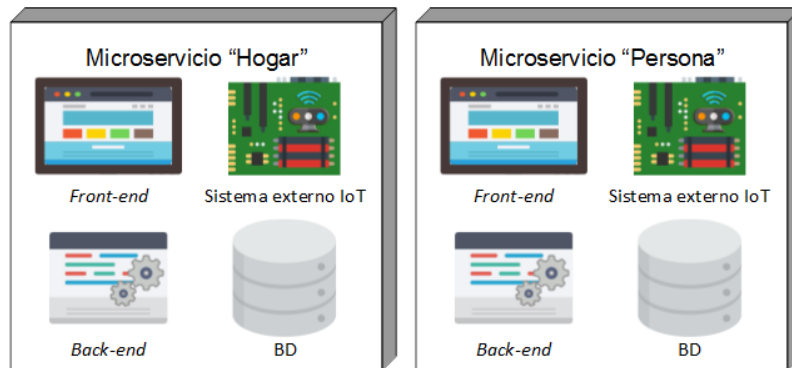 Microservicio “Hogar”
Front-end
Sistema externo IoT
Back-end
BD
Microservicio “Persona”
Front-end
Sistema externo IoT
Back-end
BD